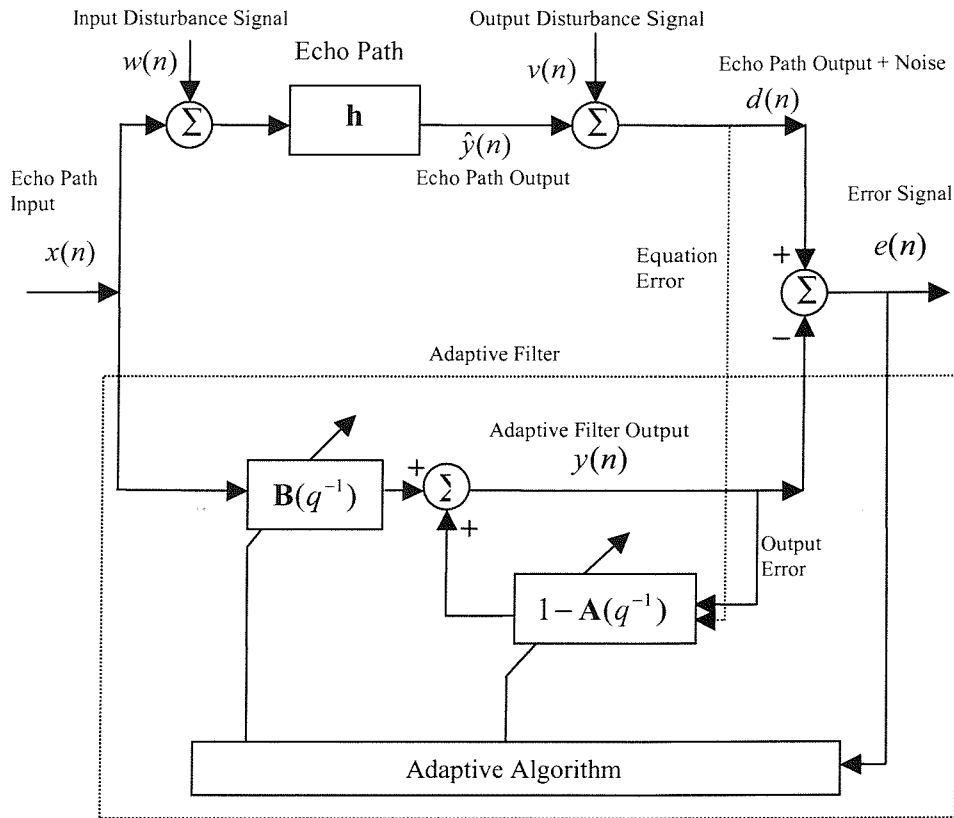 Input Disturbance Signal
Output Disturbance Signal
w(n)
Echo Path
v(n)
Echo Path Output + Noise
d(n)
Σ
h
Σ
ŷ(n)
Echo Path Output
Echo Path
Input
Error Signal
x(n)
Equation
Error
+
e(n)
Σ
−
Adaptive Filter
Adaptive Filter Output
y(n)
B(q⁻¹)
+
Σ
+
Output
Error
1 − A(q⁻¹)
Adaptive Algorithm